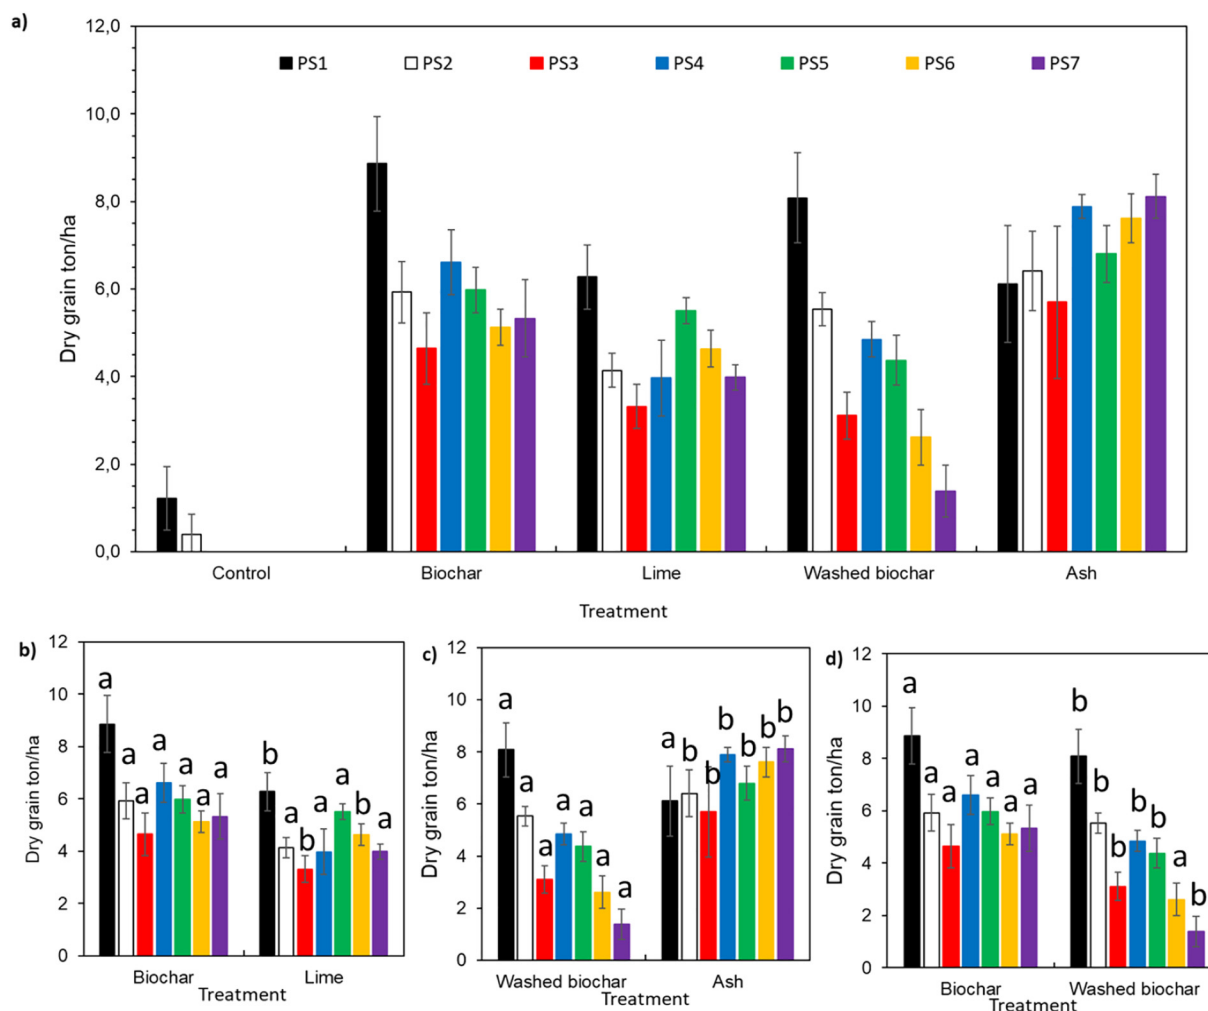 a)
12,0
10,0
8,0
6,0
4,0
2,0
0,0
Dry grain ton/ha
PS1 PS2 PS3 PS4 PS5 PS6 PS7
Control Biochar Lime Washed biochar Ash
Treatment
b)
12
10
8
6
4
2
0
Dry grain ton/ha
a a a a a a a
b a b a a b a
Biochar Lime
Treatment
c)
12
10
8
6
4
2
0
Dry grain ton/ha
a a a a a a a
a b b b b b b
Washed biochar Ash
Treatment
d)
12
10
8
6
4
2
0
Dry grain ton/ha
a a a a a a a
b b b b b a b
Biochar Washed biochar
Treatment